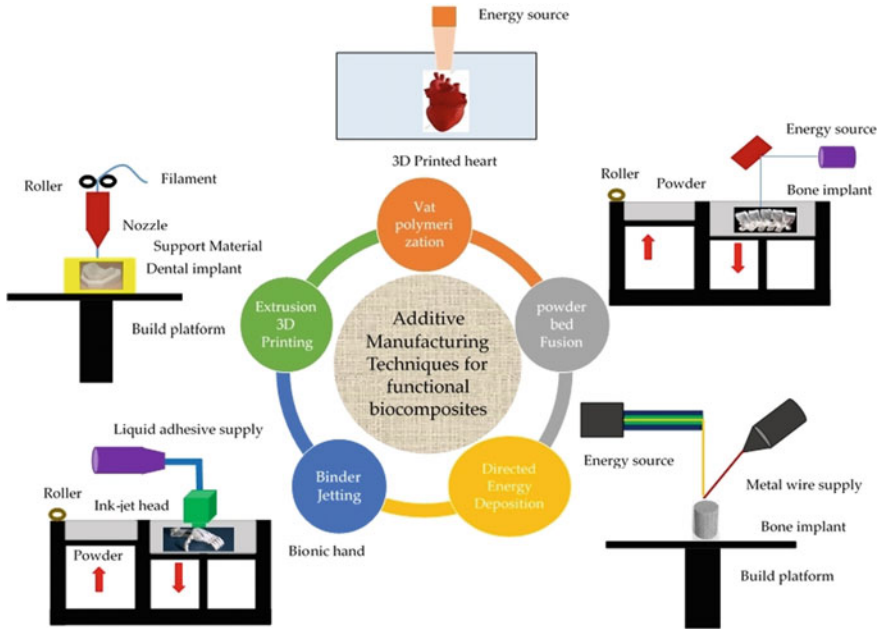 Energy source
3D Printed heart
Roller
Filament
Nozzle
Support Material
Dental implant
Build platform
Energy source
Roller
Powder
Bone implant
Vat
polymeri
zation
Extrusion
3D
Printing
powder
bed
Fusion
Additive
Manufacturing
Techniques for
functional
biocomposites
Binder
Jetting
Directed
Energy
Deposition
Liquid adhesive supply
Roller
Ink-jet head
Powder
Bionic hand
Energy source
Metal wire supply
Bone implant
Build platform